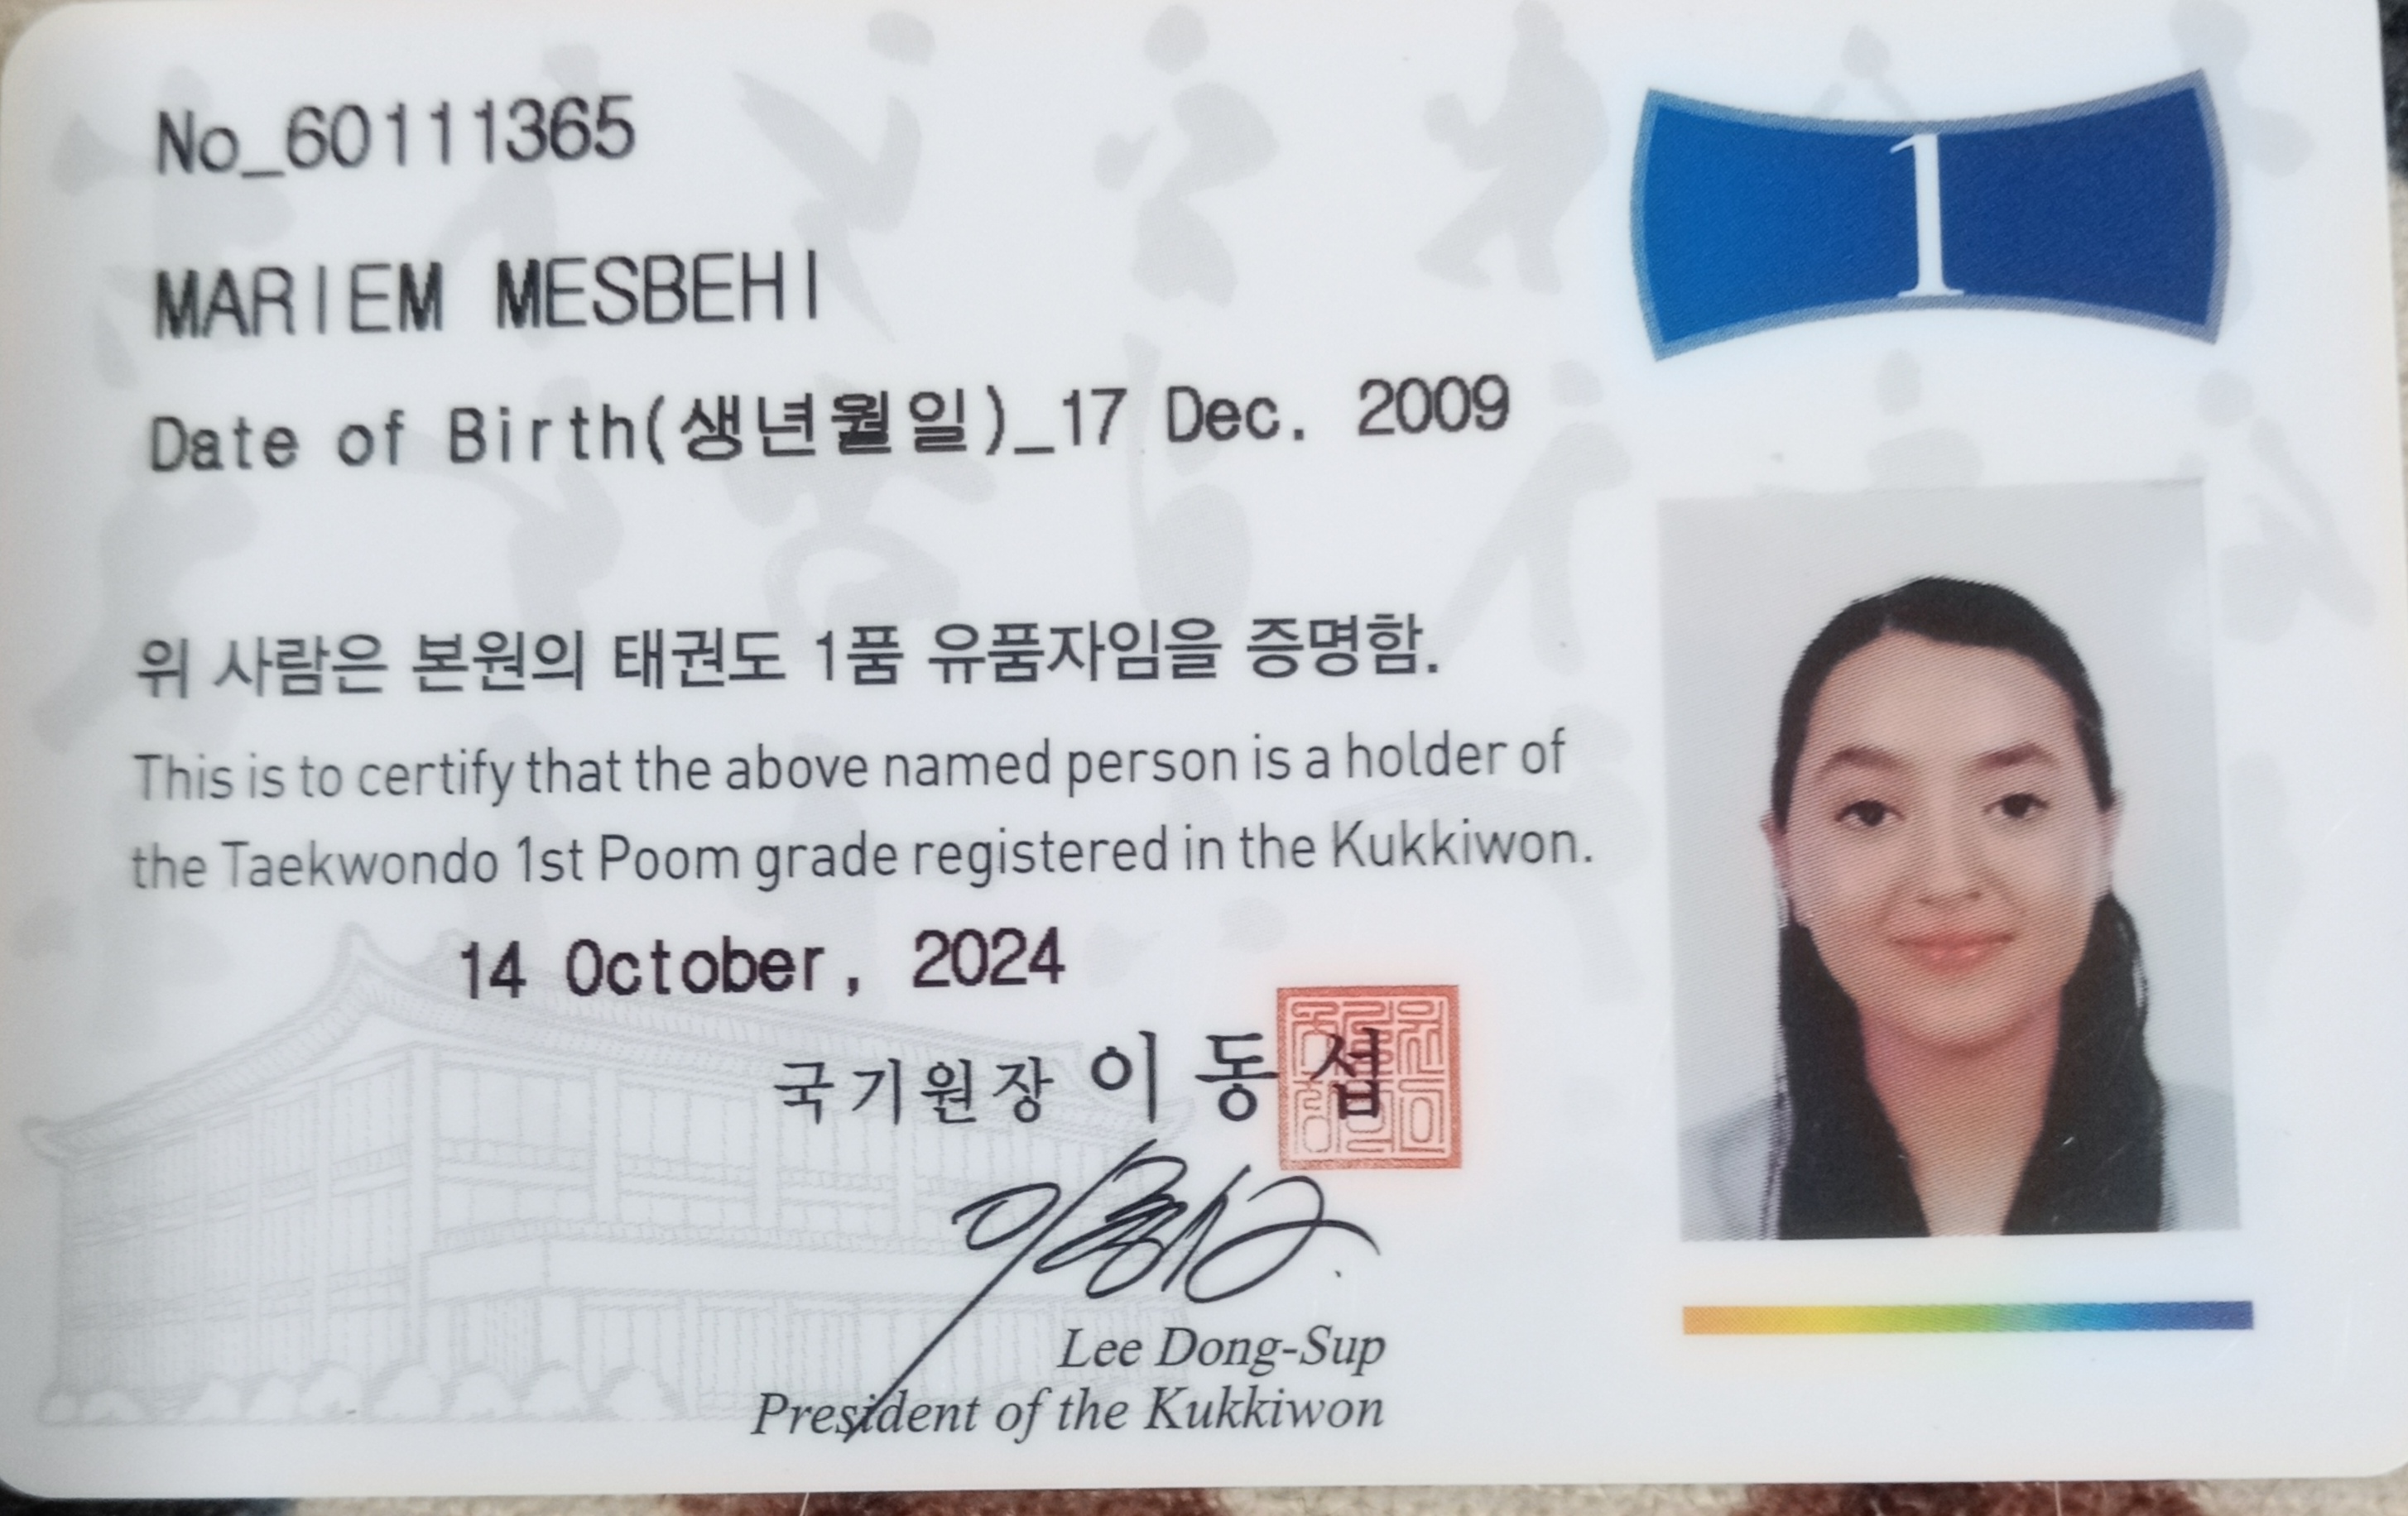 No_60111365
1
MARIEM MESBEHI
Date of Birth(생년월일)_17 Dec. 2009
위 사람은 본원의 태권도 1품 유품자임을 증명함.
This is to certify that the above named person is a holder of
the Taekwondo 1st Poom grade registered in the Kukkiwon.
14 October, 2024
국기원장 이동섭
Lee Dong-Sup
President of the Kukkiwon